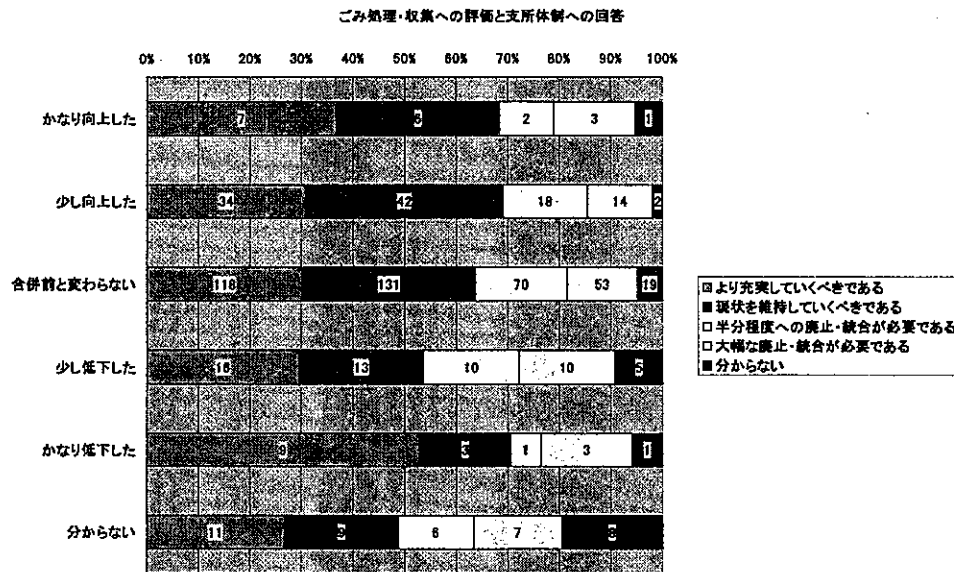 ごみ処理・収集への評価と支所体制への回答
0% 10% 20% 30% 40% 50% 60% 70% 80% 90% 100%
かなり向上した 7 6 2 3 1
少し向上した 34 42 18 14 2
合併前と変わらない 118 131 70 53 19
少し低下した 16 13 10 10 5
かなり低下した 9 3 1 3 1
分からない 11 6 7
より充実していくべきである
現状を維持していくべきである
半分程度への廃止・統合が必要である
大幅な廃止・統合が必要である
分からない